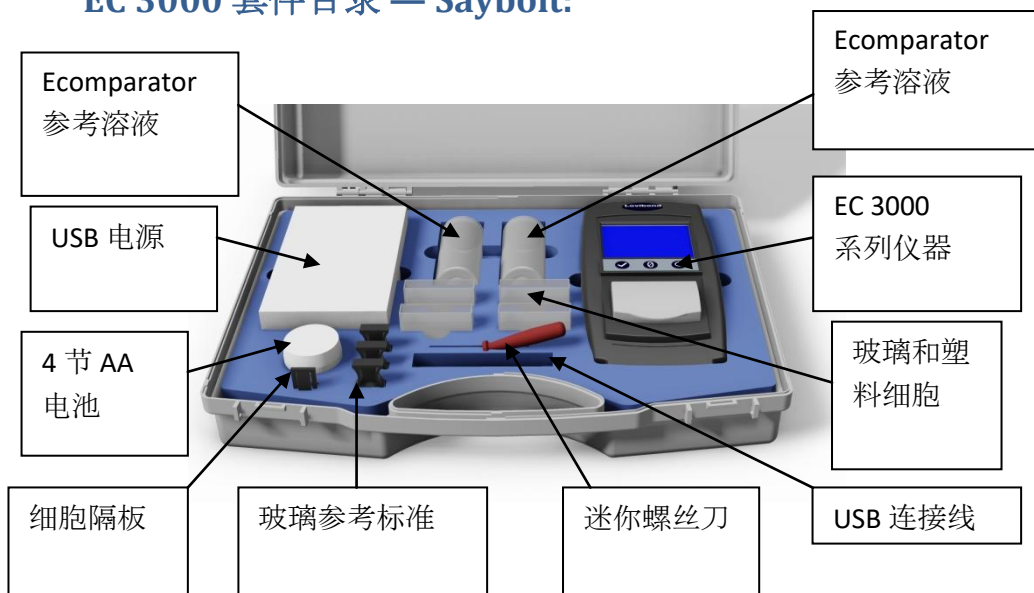 EC 3000 套件目录 — Saybolt:
Ecomparator
参考溶液
Ecomparator
参考溶液
USB 电源
EC 3000
系列仪器
4 节 AA
电池
玻璃和塑
料细胞
细胞隔板
玻璃参考标准
迷你螺丝刀
USB 连接线
Lovibond